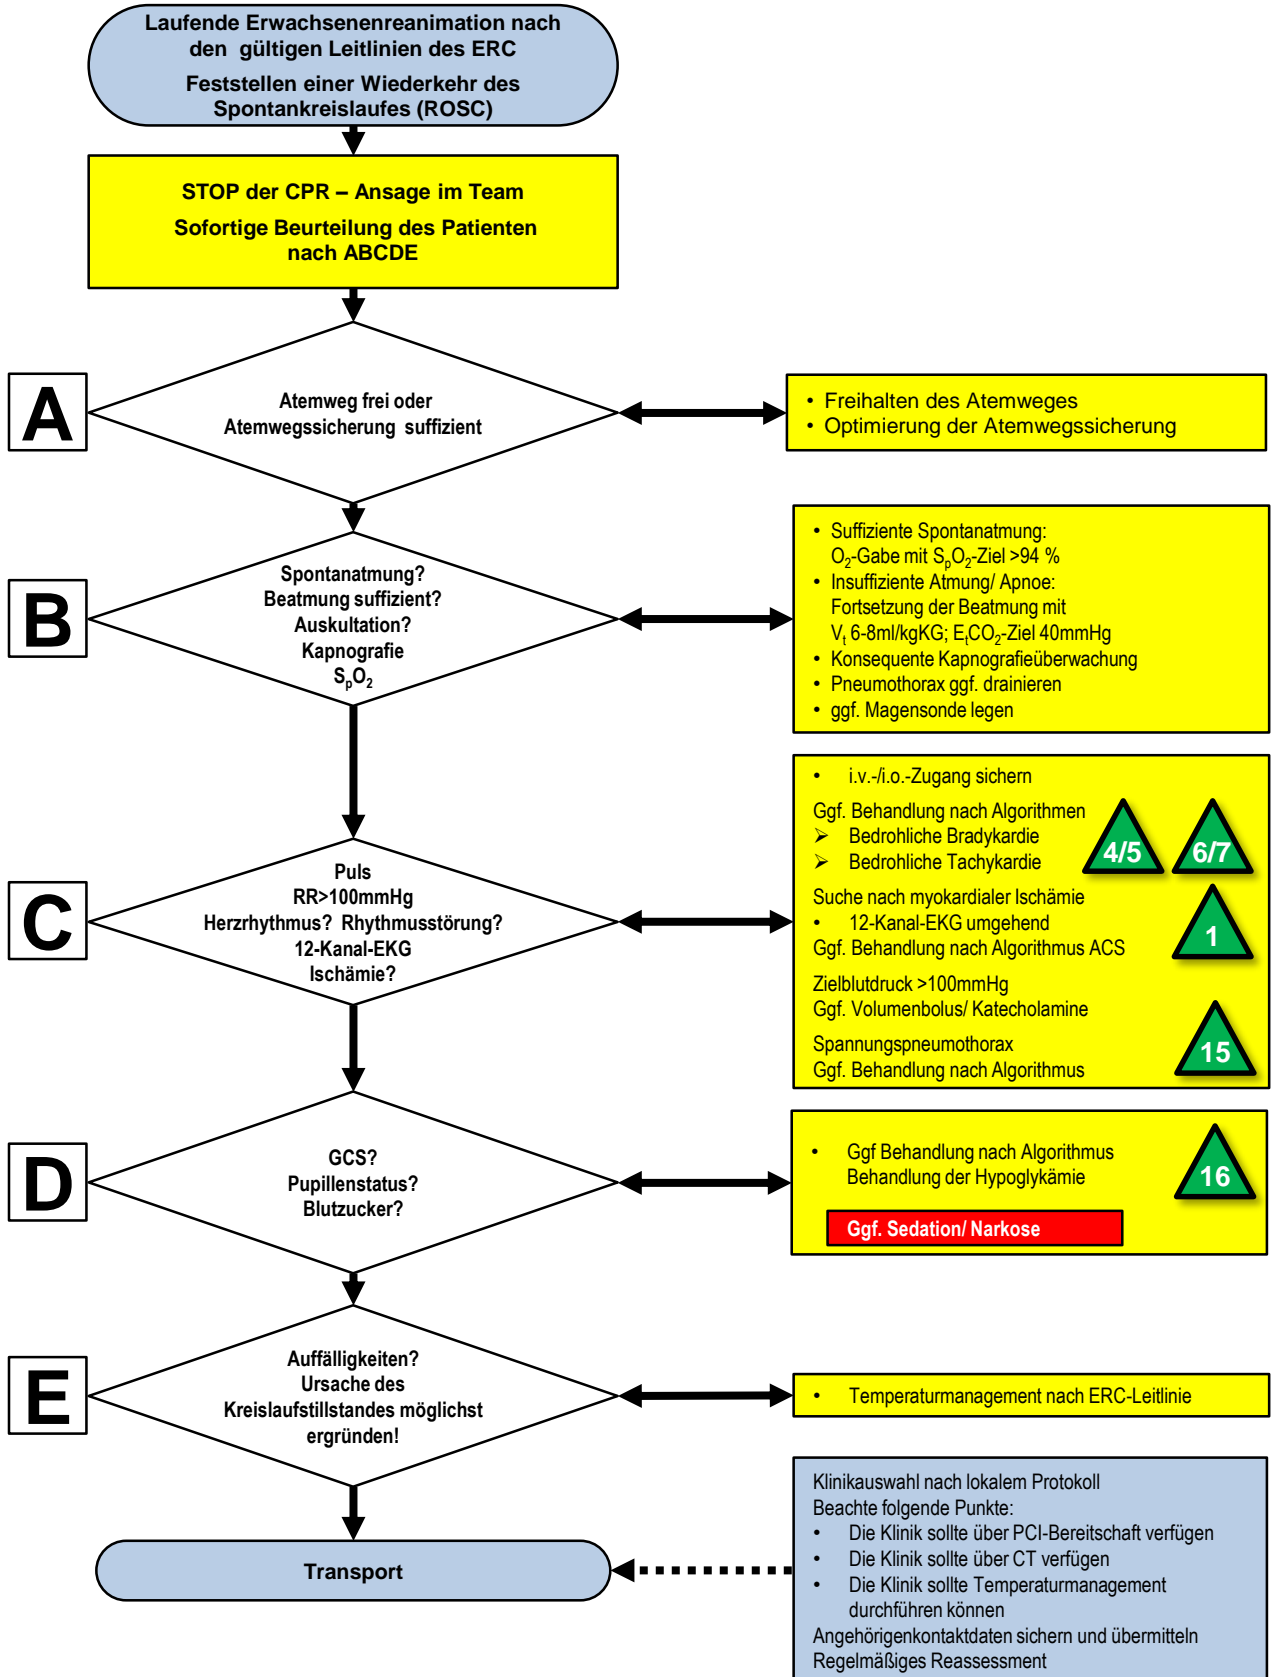 Laufende Erwachsenenreanimation nach
den gültigen Leitlinien des ERC
Feststellen einer Wiederkehr des
Spontankreislaufes (ROSC)
STOP der CPR – Ansage im Team
Sofortige Beurteilung des Patienten
nach ABCDE
A
Atemweg frei oder
Atemwegssicherung suffizient
• Freihalten des Atemweges
• Optimierung der Atemwegssicherung
B
Spontanatmung?
Beatmung suffizient?
Auskultation?
Kapnografie
SpO2
• Suffiziente Spontanatmung:
O2-Gabe mit SpO2-Ziel >94 %
• Insuffiziente Atmung/ Apnoe:
Fortsetzung der Beatmung mit
Vt 6-8ml/kgKG; EtCO2-Ziel 40mmHg
• Konsequente Kapnografieüberwachung
• Pneumothorax ggf. drainieren
• ggf. Magensonde legen
C
Puls
RR>100mmHg
Herzrhythmus? Rhythmusstörung?
12-Kanal-EKG
Ischämie?
• i.v.-/i.o.-Zugang sichern
Ggf. Behandlung nach Algorithmen
➢ Bedrohliche Bradykardie
➢ Bedrohliche Tachykardie
4/5
6/7
Suche nach myokardialer Ischämie
• 12-Kanal-EKG umgehend
Ggf. Behandlung nach Algorithmus ACS
1
Zielblutdruck >100mmHg
Ggf. Volumenbolus/ Katecholamine
Spannungspneumothorax
Ggf. Behandlung nach Algorithmus
15
D
GCS?
Pupillenstatus?
Blutzucker?
• Ggf Behandlung nach Algorithmus
Behandlung der Hypoglykämie
16
Ggf. Sedation/ Narkose
E
Auffälligkeiten?
Ursache des
Kreislaufstillstandes möglichst
ergründen!
• Temperaturmanagement nach ERC-Leitlinie
Transport
Klinikauswahl nach lokalem Protokoll
Beachte folgende Punkte:
• Die Klinik sollte über PCI-Bereitschaft verfügen
• Die Klinik sollte über CT verfügen
• Die Klinik sollte Temperaturmanagement
durchführen können
Angehörigenkontaktdaten sichern und übermitteln
Regelmäßiges Reassessment